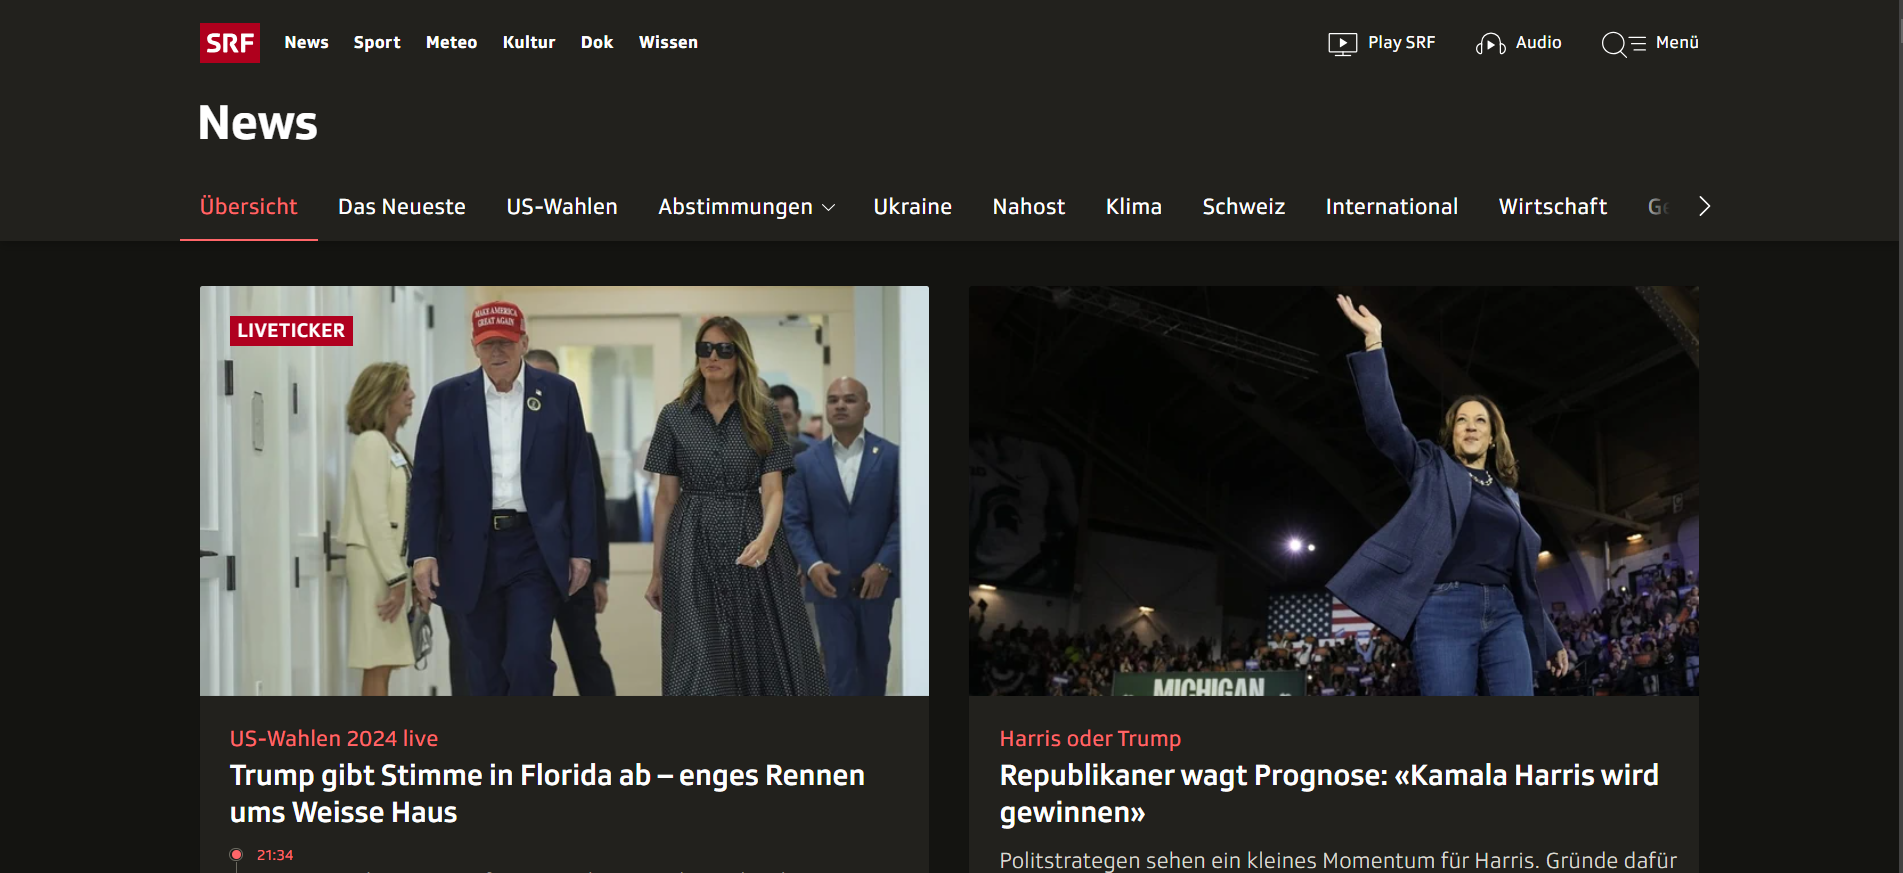 SRF News Sport Meteo Kultur Dok Wissen Play SRF Audio Menü
News
Übersicht Das Neueste US-Wahlen Abstimmungen Ukraine Nahost Klima Schweiz International Wirtschaft
LIVETICKER
MAKE AMERICA
GREAT AGAIN
US-Wahlen 2024 live
Trump gibt Stimme in Florida ab – enges Rennen
ums Weisse Haus
21:34
MICHIGAN
Harris oder Trump
Republikaner wagt Prognose: «Kamala Harris wird
gewinnen»
Politstrategen sehen ein kleines Momentum für Harris. Gründe dafür